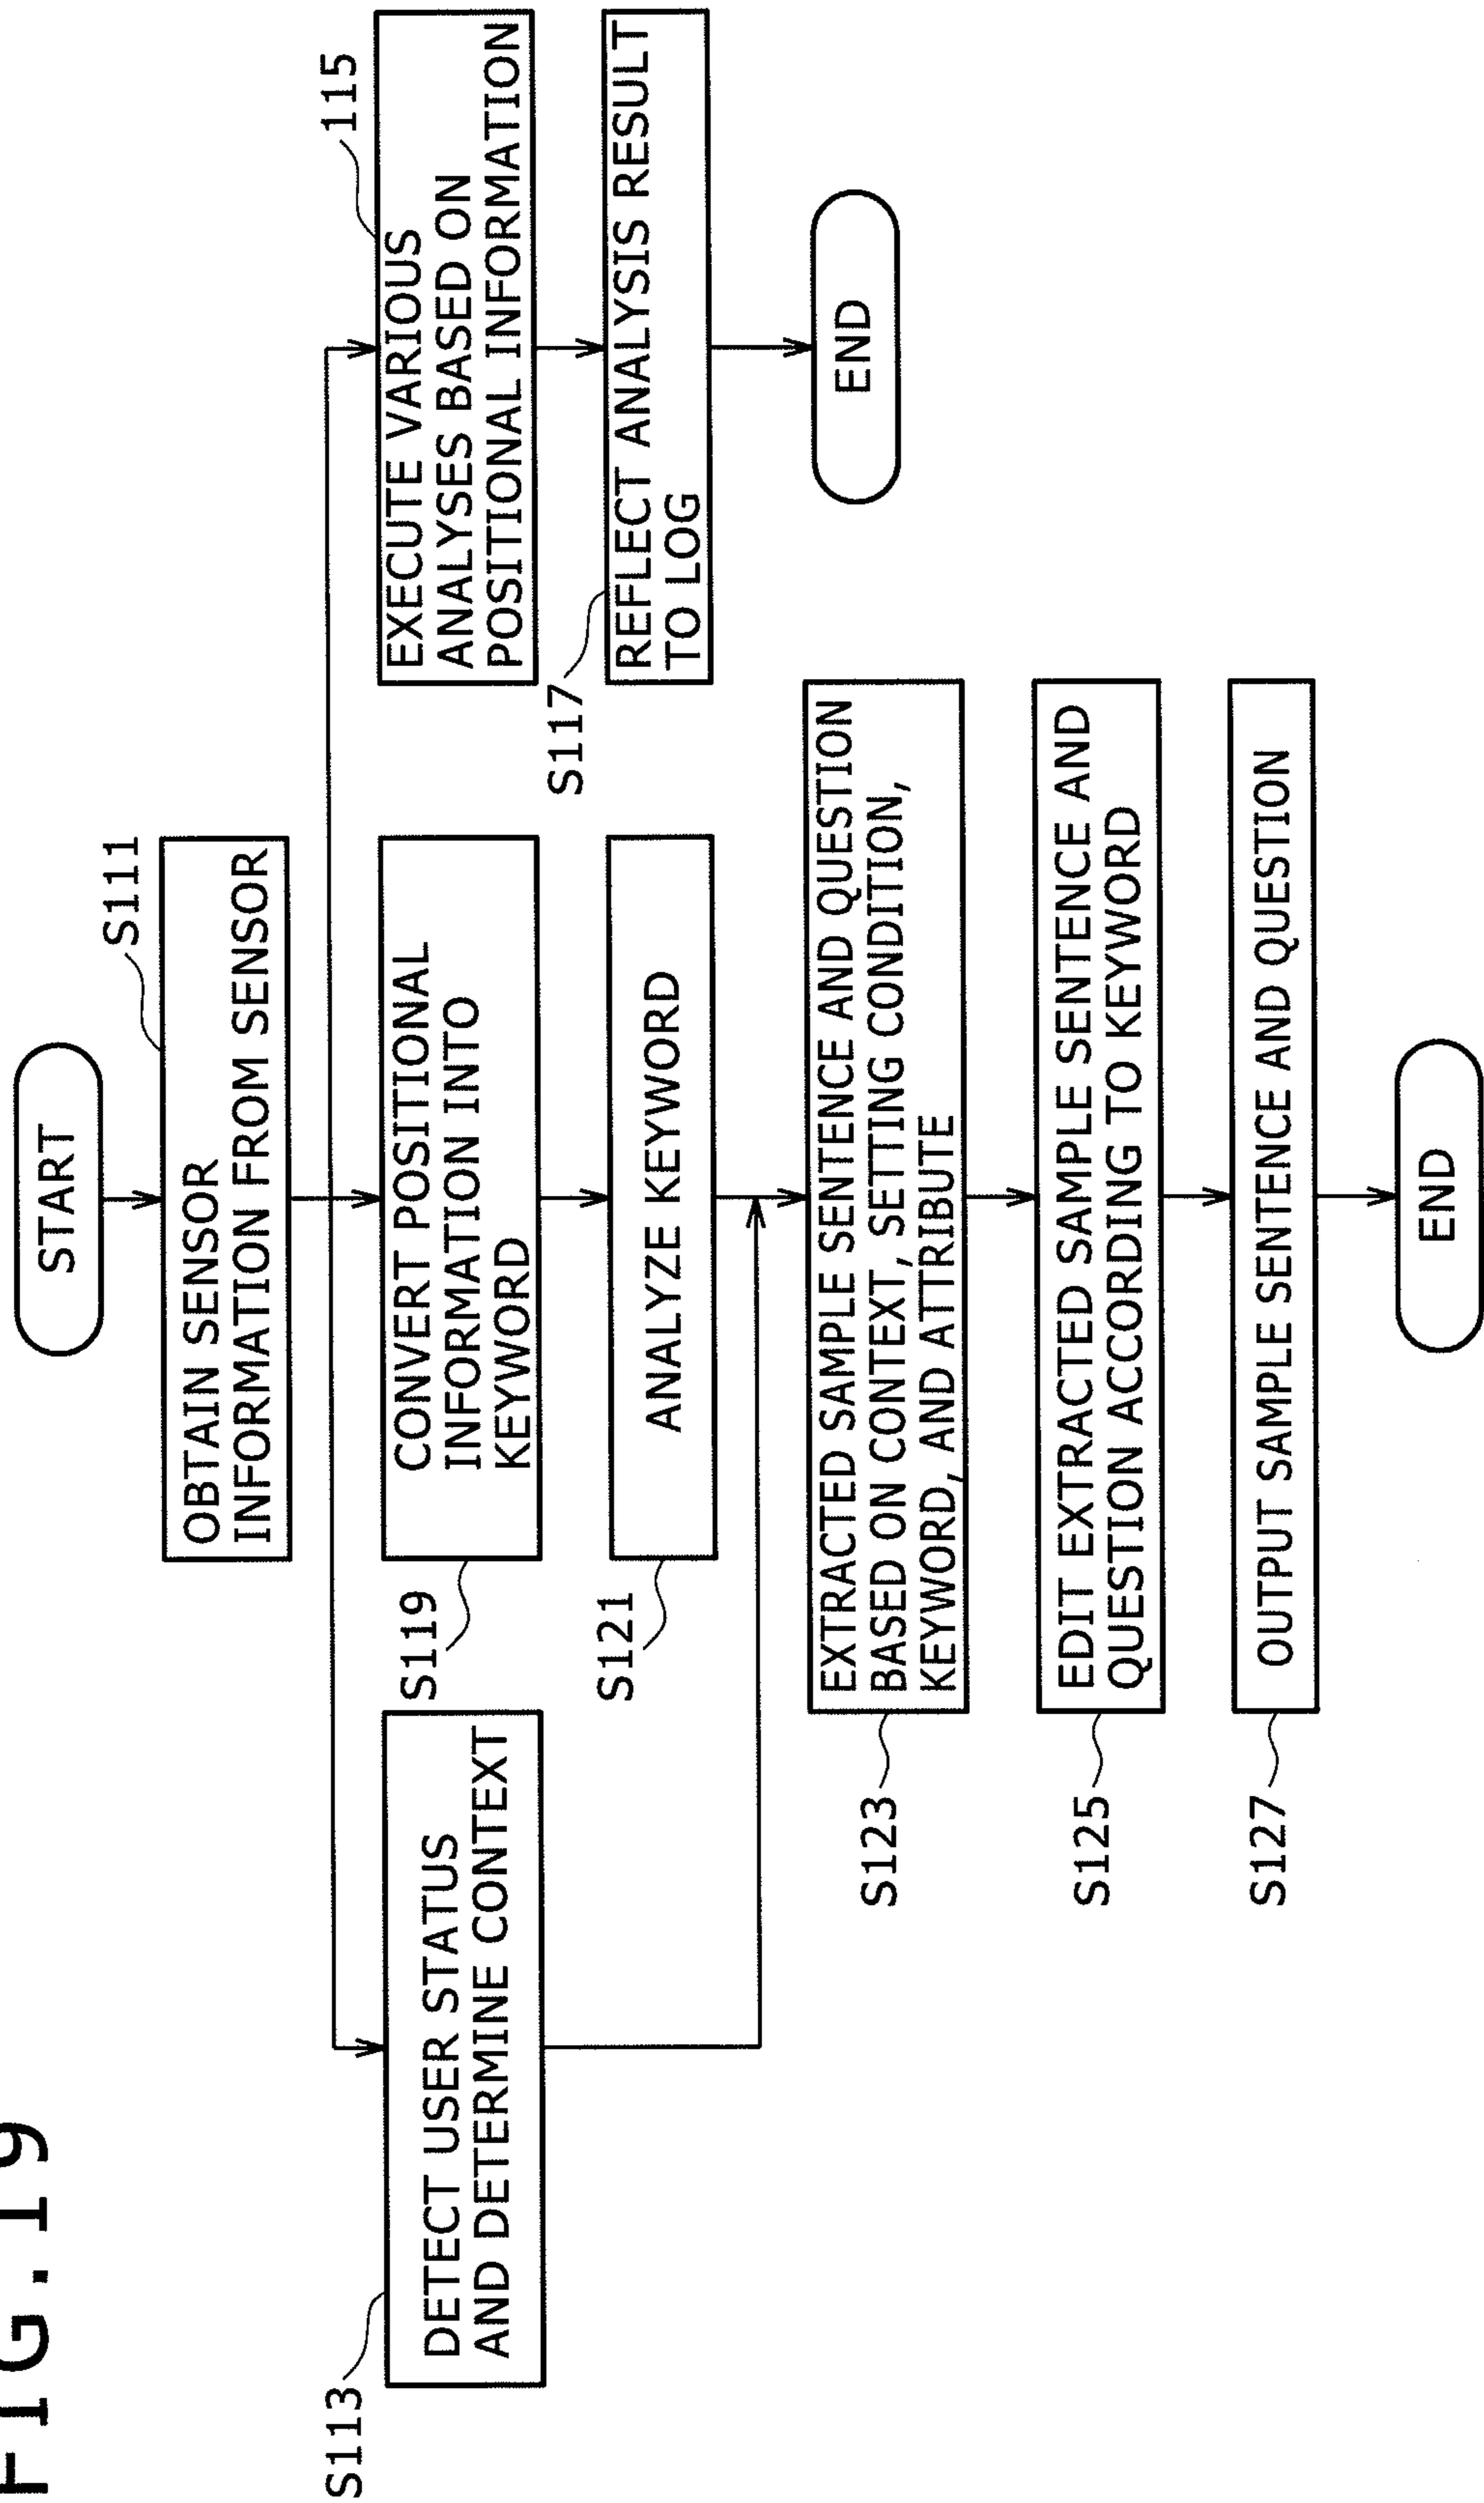 FIG.19
START
S111
OBTAIN SENSOR
INFORMATION FROM SENSOR
S113
DETECT USER STATUS
AND DETERMINE CONTEXT
S119
CONVERT POSITIONAL
INFORMATION INTO
KEYWORD
115
EXECUTE VARIOUS
ANALYSES BASED ON
POSITIONAL INFORMATION
S121
ANALYZE KEYWORD
S117
REFLECT ANALYSIS RESULT
TO LOG
END
S123
EXTRACTED SAMPLE SENTENCE AND QUESTION
BASED ON CONTEXT, SETTING CONDITION,
KEYWORD, AND ATTRIBUTE
S125
EDIT EXTRACTED SAMPLE SENTENCE AND
QUESTION ACCORDING TO KEYWORD
S127
OUTPUT SAMPLE SENTENCE AND QUESTION
END